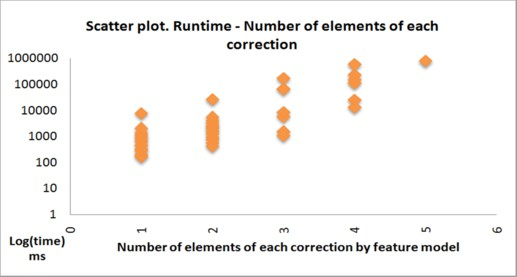 Scatter plot. Runtime - Number of elements of each
correction
1000000
100000
10000
1000
100
10
1
0
1
2
3
4
5
6
Log(time)
ms
Number of elements of each correction by feature model